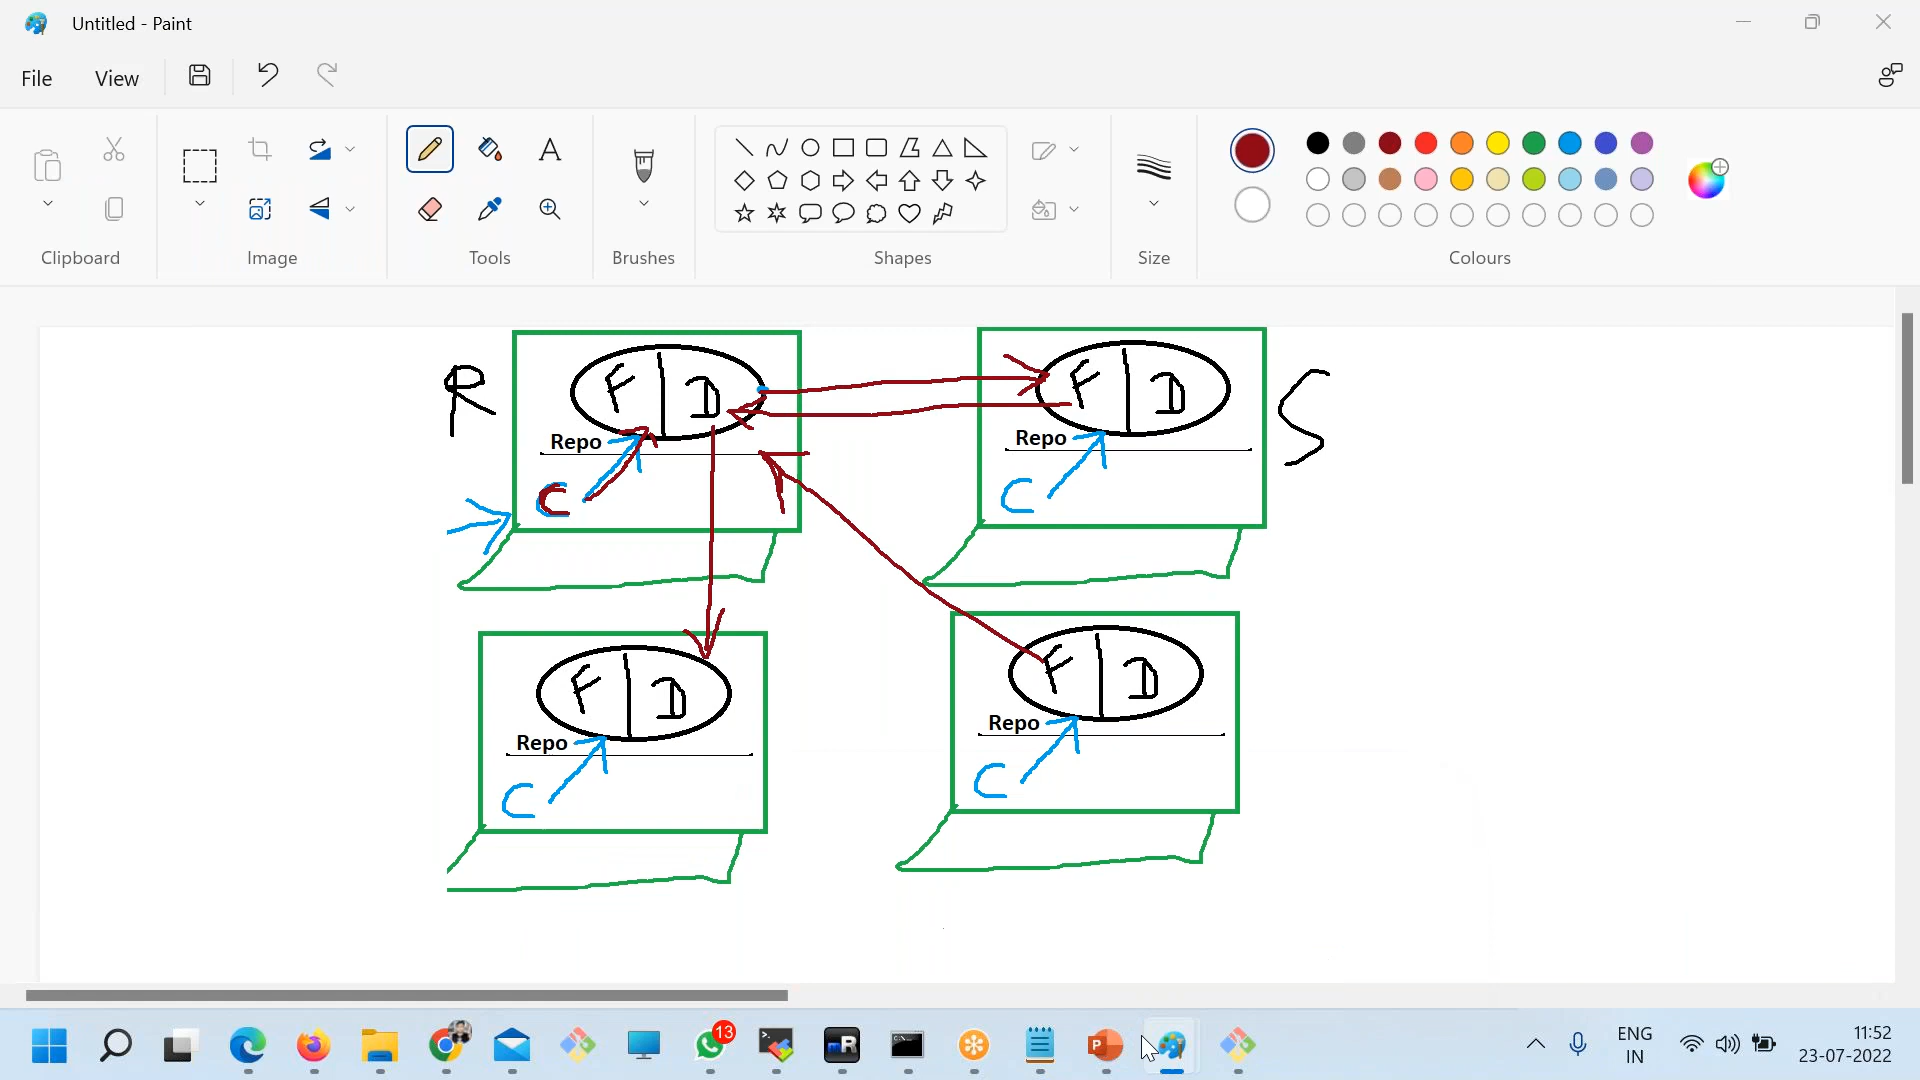 Untitled - Paint
File View
Clipboard
Image
Tools
Brushes
Shapes
Size
Colours
R
F D
Repo
C
F D
Repo
C
S
F D
Repo
C
F D
Repo
C
13
ENG
IN
11:52
23-07-2022